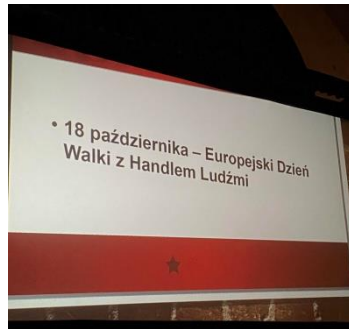 • 18 października – Europejski Dzień
Walki z Handlem Ludźmi